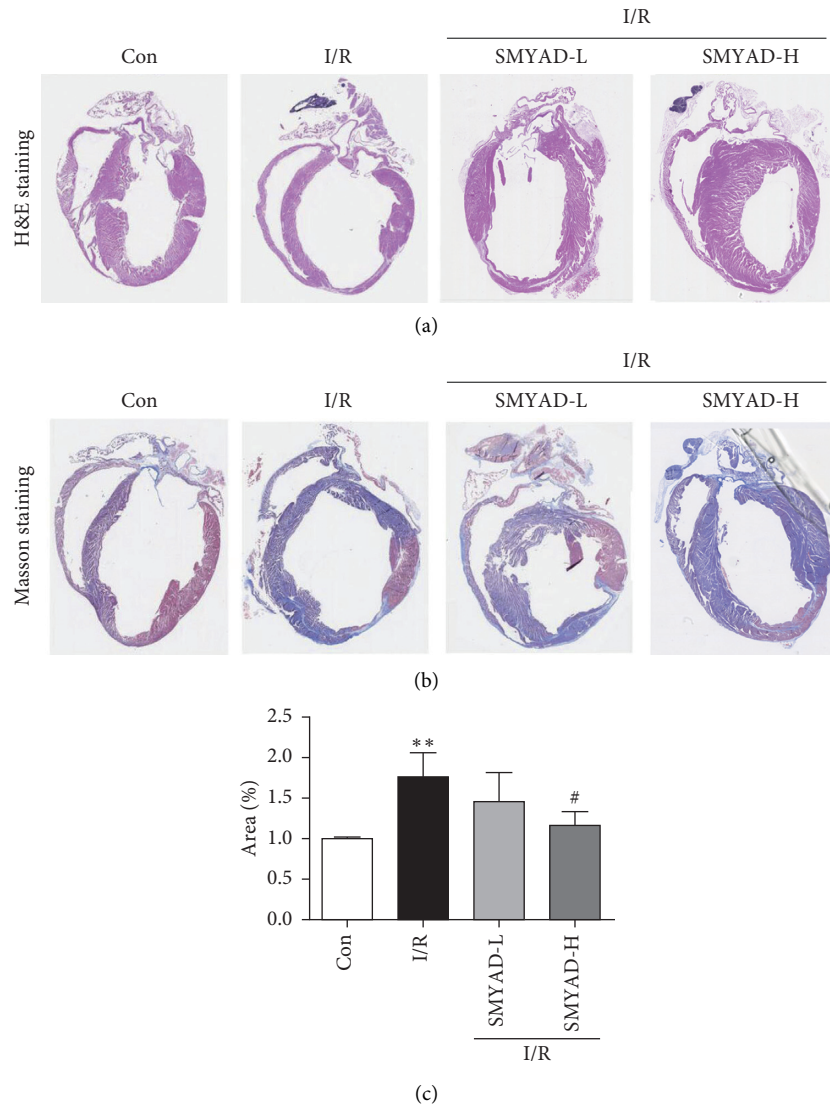 I/R
Con
I/R
SMYAD-L
SMYAD-H
H&E staining
(a)
I/R
Con
I/R
SMYAD-L
SMYAD-H
Masson staining
(b)
2.5
2.0
1.5
1.0
0.5
0.0
Area (%)
**
#
Con
I/R
SMYAD-L
SMYAD-H
I/R
(c)